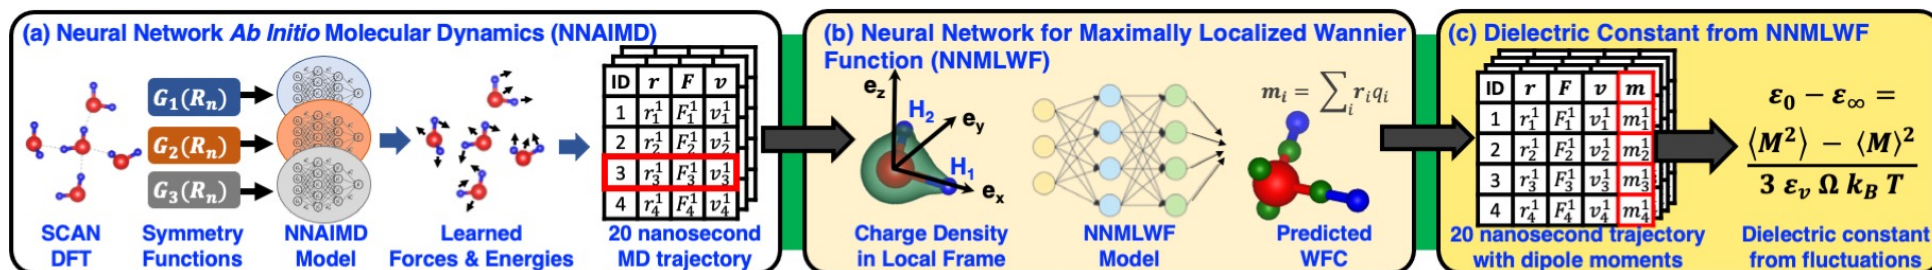 (a) Neural Network Ab Initio Molecular Dynamics (NNAIMD)
G₁(Rₙ)
G₂(Rₙ)
G₃(Rₙ)
ID r F v
1 r₁¹ F₁¹ v₁¹
2 r₂¹ F₂¹ v₂¹
3 r₃¹ F₃¹ v₃¹
4 r₄¹ F₄¹ v₄¹
SCAN
DFT
Symmetry
Functions
NNAIMD
Model
Learned
Forces & Energies
20 nanosecond
MD trajectory
(b) Neural Network for Maximally Localized Wannier
Function (NNMLWF)
e_z
H₂
e_y
H₁
e_x
mᵢ = ∑ᵢ rᵢqᵢ
Charge Density
in Local Frame
NNMLWF
Model
Predicted
WFC
(c) Dielectric Constant from NNMLWF
ID r F v m
1 r₁¹ F₁¹ v₁¹ m₁¹
2 r₂¹ F₂¹ v₂¹ m₂¹
3 r₃¹ F₃¹ v₃¹ m₃¹
4 r₄¹ F₄¹ v₄¹ m₄¹
ε₀ − ε∞ =
⟨M²⟩ − ⟨M⟩²
3 εᵥ Ω k_B T
20 nanosecond trajectory
with dipole moments
Dielectric constant
from fluctuations